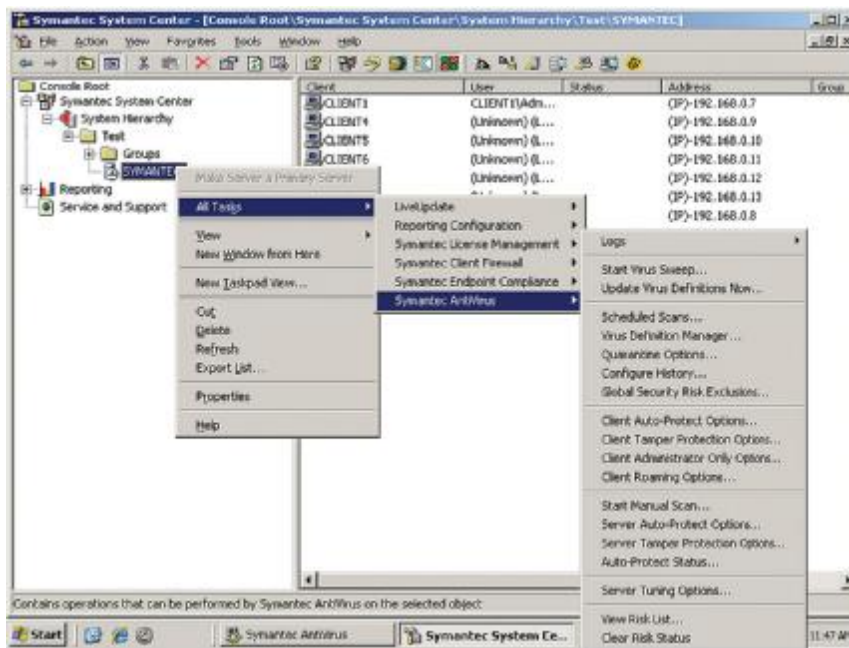 Symantec System Center - [Console Root\Symantec System Center\System Hierarchy\Test\SYMANTEC]
File Action View Favorites Tools Window Help
Console Root
Symantec System Center
System Hierarchy
Test
Groups
SYMANTE
Reporting
Service and Support
Client User Status Address Group
CLIENT1 CLIENT1\Adm... (IP)-192.168.0.7
CLIENT4 (Unknown) (L... (IP)-192.168.0.9
CLIENT5 (Unknown) (L... (IP)-192.168.0.10
CLIENT6 (Unknown) (L... (IP)-192.168.0.11
(Unknown) (L... (IP)-192.168.0.12
(IP)-192.168.0.13
(IP)-192.168.0.8
Make Server a Primary Server
All Tasks
View
New Window from Here
New Taskpad View...
Cut
Delete
Refresh
Export List...
Properties
Help
LiveUpdate
Reporting Configuration
Symantec License Management
Symantec Client Firewall
Symantec Endpoint Compliance
Symantec AntiVirus
Logs
Start Virus Sweep...
Update Virus Definitions Now...
Scheduled Scans...
Virus Definition Manager...
Quarantine Options...
Configure History...
Global Security Risk Exclusions...
Client Auto-Protect Options...
Client Tamper Protection Options...
Client Administrator Only Options...
Client Roaming Options...
Start Manual Scan...
Server Auto-Protect Options...
Server Tamper Protection Options...
Auto-Protect Status...
Server Tuning Options...
View Risk List...
Clear Risk Status
Contains operations that can be performed by Symantec AntiVirus on the selected object
Start Symantec Antivirus Symantec System Ce... 11:47 AM